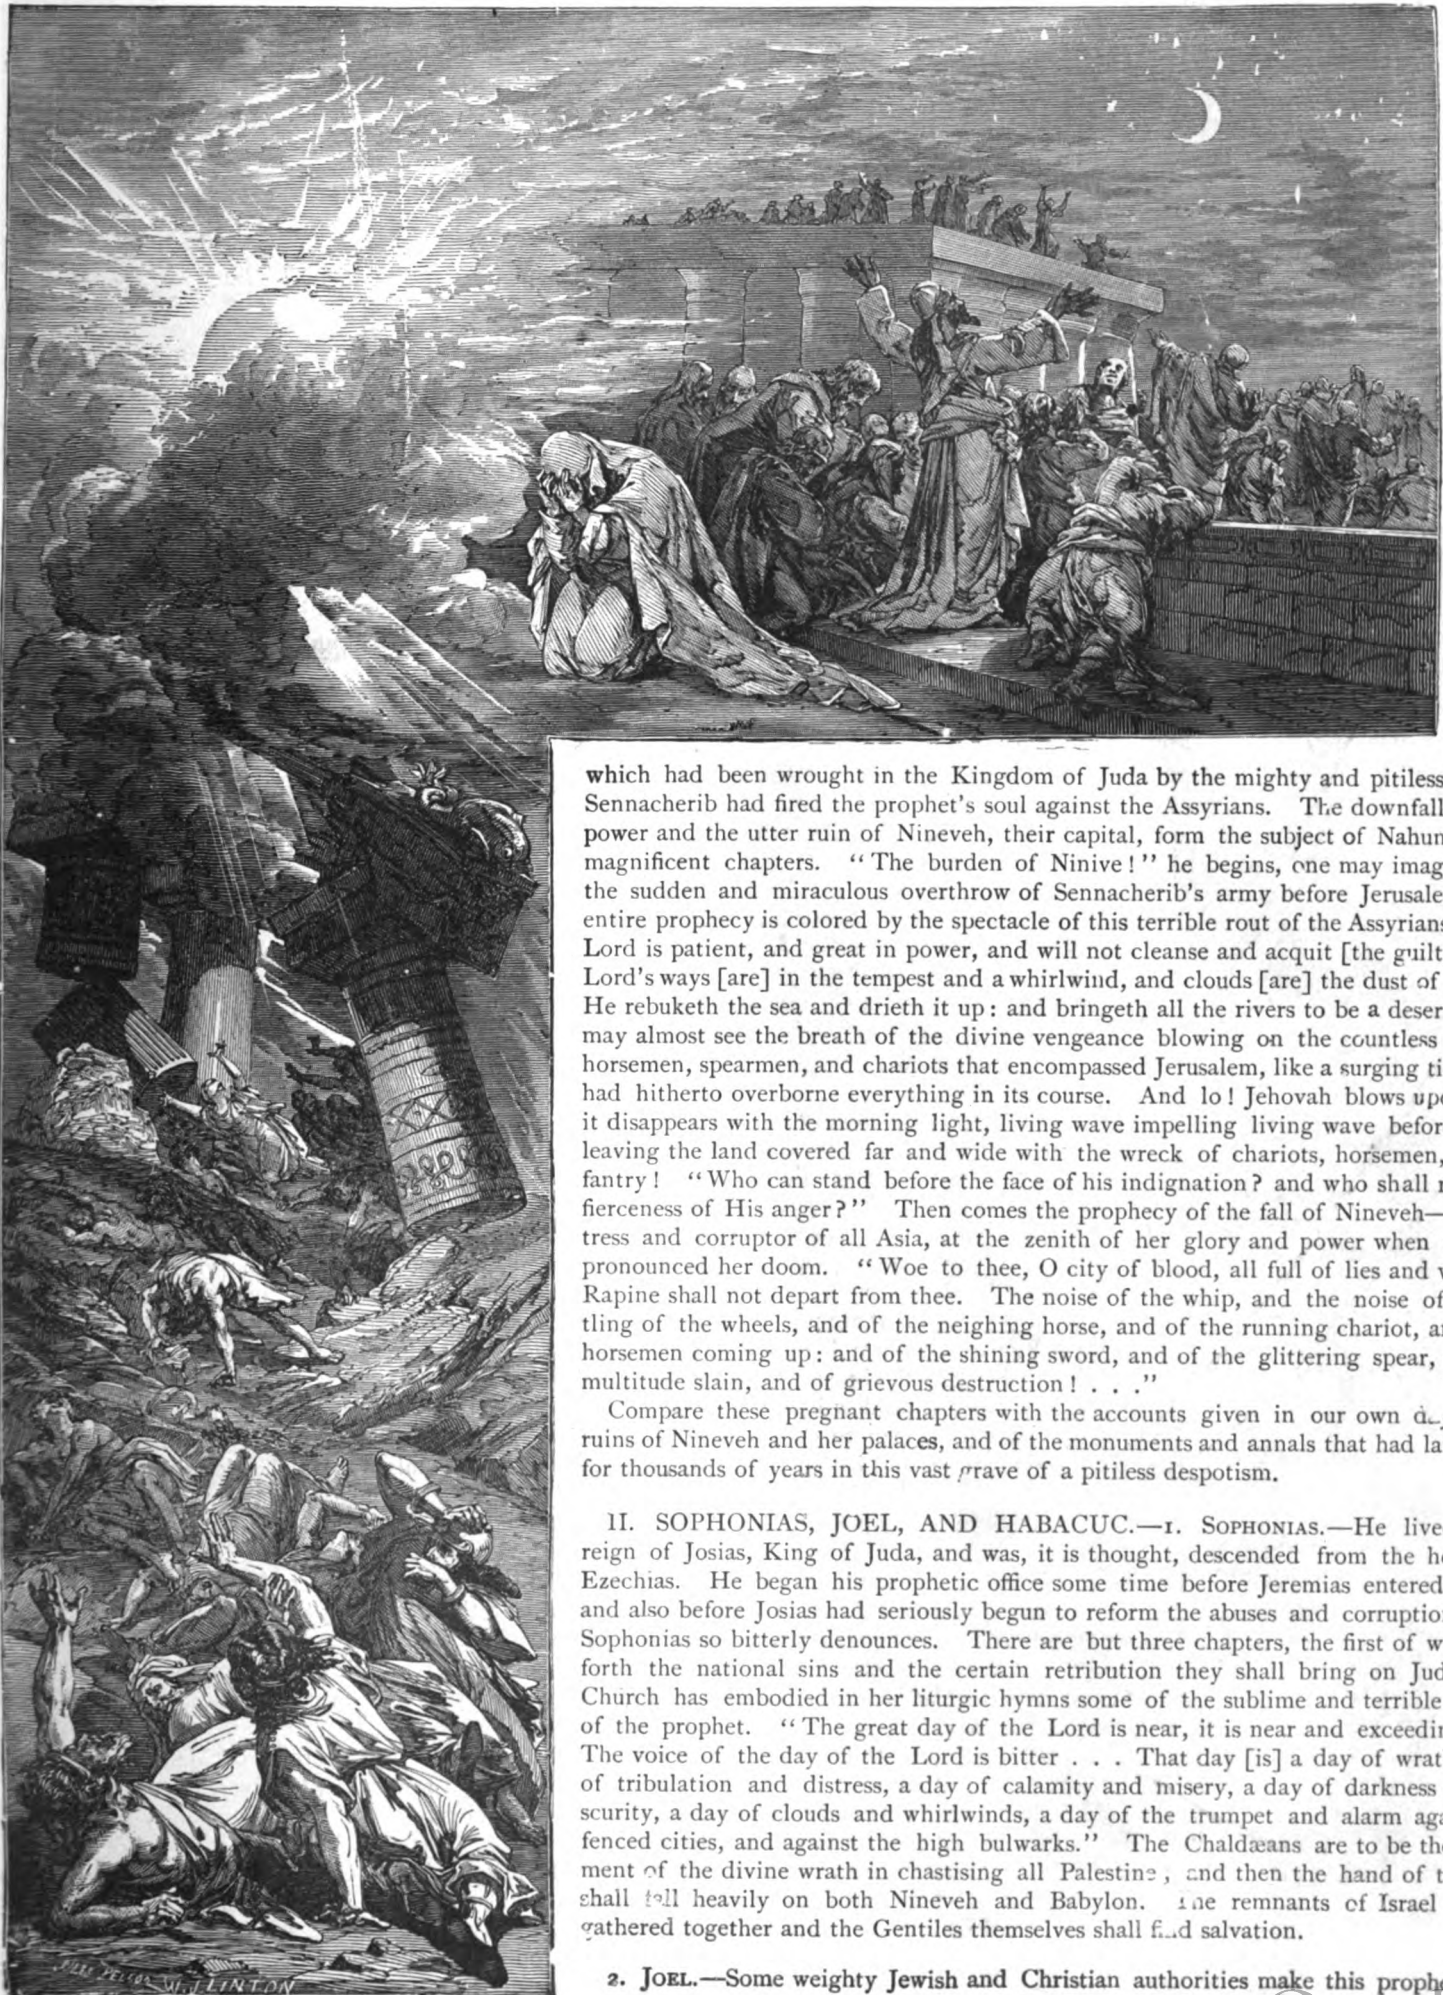 which had been wrought in the Kingdom of Juda by the mighty and pitiless
Sennacherib had fired the prophet's soul against the Assyrians. The downfall
power and the utter ruin of Nineveh, their capital, form the subject of Nahum
magnificent chapters. “The burden of Ninive!” he begins, one may imag
the sudden and miraculous overthrow of Sennacherib's army before Jerusale
entire prophecy is colored by the spectacle of this terrible rout of the Assyrians
Lord is patient, and great in power, and will not cleanse and acquit [the guilt
Lord's ways [are] in the tempest and a whirlwind, and clouds [are] the dust of
He rebuketh the sea and drieth it up: and bringeth all the rivers to be a deser
may almost see the breath of the divine vengeance blowing on the countless
horsemen, spearmen, and chariots that encompassed Jerusalem, like a surging ti
had hitherto overborne everything in its course. And lo! Jehovah blows upo
it disappears with the morning light, living wave impelling living wave befor
leaving the land covered far and wide with the wreck of chariots, horsemen,
fantry! “Who can stand before the face of his indignation? and who shall r
fierceness of His anger?” Then comes the prophecy of the fall of Nineveh—
tress and corruptor of all Asia, at the zenith of her glory and power when
pronounced her doom. “Woe to thee, O city of blood, all full of lies and v
Rapine shall not depart from thee. The noise of the whip, and the noise of
tling of the wheels, and of the neighing horse, and of the running chariot, an
horsemen coming up: and of the shining sword, and of the glittering spear,
multitude slain, and of grievous destruction! . . .”
Compare these pregnant chapters with the accounts given in our own
ruins of Nineveh and her palaces, and of the monuments and annals that had la
for thousands of years in this vast grave of a pitiless despotism.
II. SOPHONIAS, JOEL, AND HABACUC.—1. SOPHONIAS.—He live
reign of Josias, King of Juda, and was, it is thought, descended from the ho
Ezechias. He began his prophetic office some time before Jeremias entered
and also before Josias had seriously begun to reform the abuses and corruptio
Sophonias so bitterly denounces. There are but three chapters, the first of w
forth the national sins and the certain retribution they shall bring on Jud
Church has embodied in her liturgic hymns some of the sublime and terrible
of the prophet. “The great day of the Lord is near, it is near and exceedin
The voice of the day of the Lord is bitter . . . That day [is] a day of wrat
of tribulation and distress, a day of calamity and misery, a day of darkness
scurity, a day of clouds and whirlwinds, a day of the trumpet and alarm aga
fenced cities, and against the high bulwarks.” The Chaldæans are to be the
ment of the divine wrath in chastising all Palestine, and then the hand of t
shall fall heavily on both Nineveh and Babylon. The remnants of Israel
gathered together and the Gentiles themselves shall find salvation.
2. JOEL.—Some weighty Jewish and Christian authorities make this prophe
W.J. LINTON